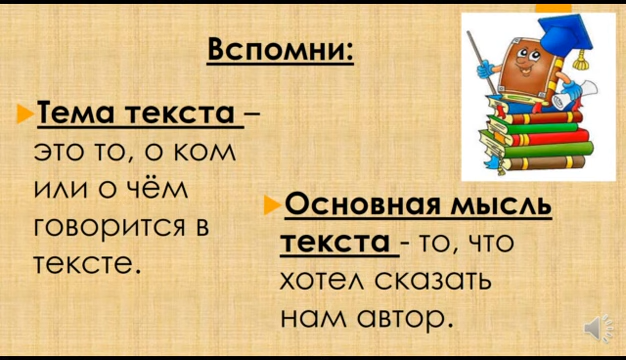 Вспомни:
Тема текста –
это то, о ком
или о чём
говорится в
тексте.
Основная мысль
текста - то, что
хотел сказать
нам автор.